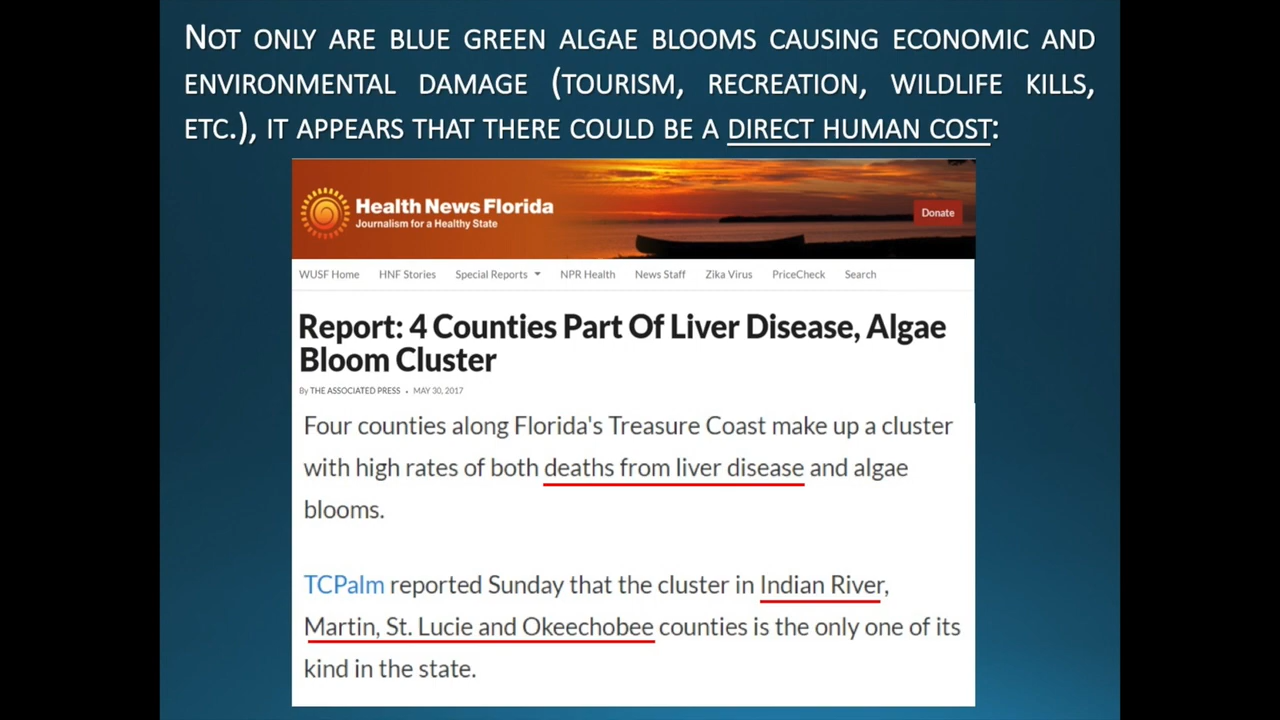 NOT ONLY ARE BLUE GREEN ALGAE BLOOMS CAUSING ECONOMIC AND
ENVIRONMENTAL DAMAGE (TOURISM, RECREATION, WILDLIFE KILLS,
ETC.), IT APPEARS THAT THERE COULD BE A DIRECT HUMAN COST:
Health News Florida
Journalism for a Healthy State
Donate
WUSF Home HNF Stories Special Reports NPR Health News Staff Zika Virus PriceCheck Search
Report: 4 Counties Part Of Liver Disease, Algae
Bloom Cluster
By THE ASSOCIATED PRESS • MAY 30, 2017
Four counties along Florida's Treasure Coast make up a cluster
with high rates of both deaths from liver disease and algae
blooms.
TCPalm reported Sunday that the cluster in Indian River,
Martin, St. Lucie and Okeechobee counties is the only one of its
kind in the state.